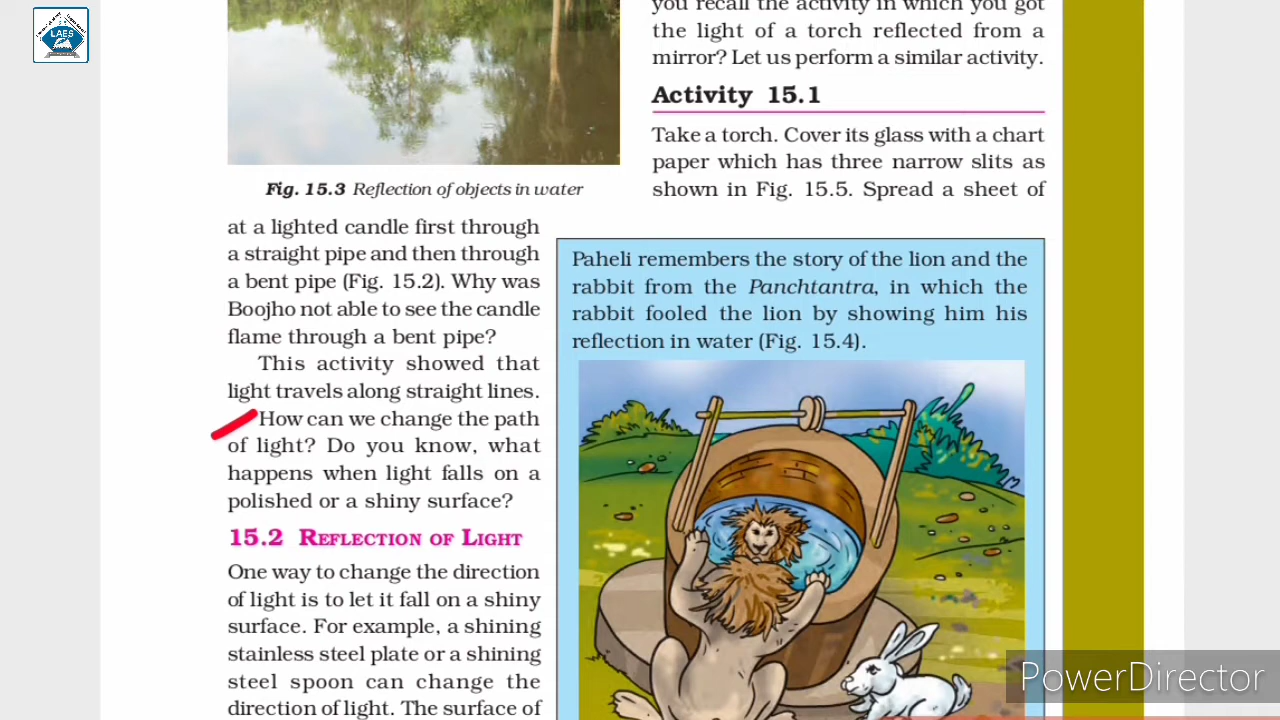 LAES
you recall the activity in which you got
the light of a torch reflected from a
mirror? Let us perform a similar activity.
Activity 15.1
Take a torch. Cover its glass with a chart
paper which has three narrow slits as
shown in Fig. 15.5. Spread a sheet of
Fig. 15.3 Reflection of objects in water
at a lighted candle first through
a straight pipe and then through
a bent pipe (Fig. 15.2). Why was
Boojho not able to see the candle
flame through a bent pipe?
This activity showed that
light travels along straight lines.
How can we change the path
of light? Do you know, what
happens when light falls on a
polished or a shiny surface?
15.2 REFLECTION OF LIGHT
One way to change the direction
of light is to let it fall on a shiny
surface. For example, a shining
stainless steel plate or a shining
steel spoon can change the
direction of light. The surface of
Paheli remembers the story of the lion and the
rabbit from the Panchtantra, in which the
rabbit fooled the lion by showing him his
reflection in water (Fig. 15.4).
PowerDirector